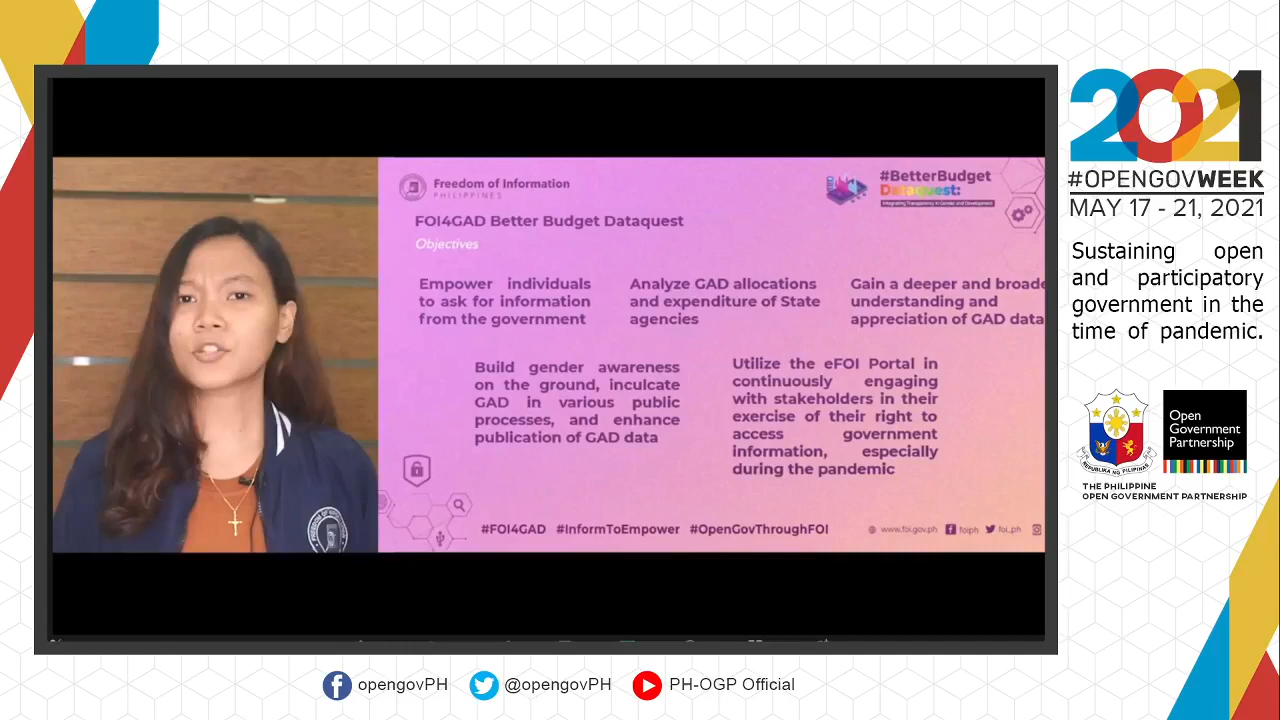 Freedom of Information
PHILIPPINES
#BetterBudget
Dataquest:
Integrating Transparency in Gender and Development
FOI4GAD Better Budget Dataquest
Objectives
Empower individuals
to ask for information
from the government
Analyze GAD allocations
and expenditure of State
agencies
Gain a deeper and broade
understanding and
appreciation of GAD data
Build gender awareness
on the ground, inculcate
GAD in various public
processes, and enhance
publication of GAD data
Utilize the eFOI Portal in
continuously engaging
with stakeholders in their
exercise of their right to
access government
information, especially
during the pandemic
#FOI4GAD #InformToEmpower #OpenGovThroughFOI
www.foi.gov.ph foiph foi_ph
2021
#OPENGOVWEEK
MAY 17 - 21, 2021
Sustaining open
and participatory
government in the
time of pandemic.
REPUBLIKA NG PILIPINAS
Open
Government
Partnership
THE PHILIPPINE
OPEN GOVERNMENT PARTNERSHIP
opengovPH @opengovPH PH-OGP Official